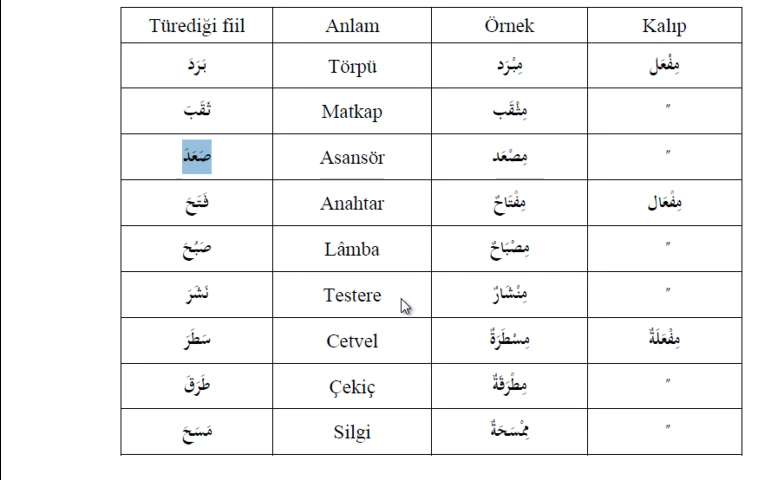 Türediği fiil Anlam Örnek Kalıp
بَرَدَ Törpü مِبْرَد مِفْعَل
ثَقَبَ Matkap مِثْقَب "
صَعَدَ Asansör مِصْعَد "
فَتَحَ Anahtar مِفْتَاحٌ مِفْعَال
صَبُحَ Lâmba مِصْبَاحٌ "
نَشَرَ Testere مِنْشَارٌ "
سَطَرَ Cetvel مِسْطَرَةٌ مِفْعَلَةٌ
طَرَقَ Çekiç مِطْرَقَةٌ "
مَسَحَ Silgi مِمْسَحَةٌ "